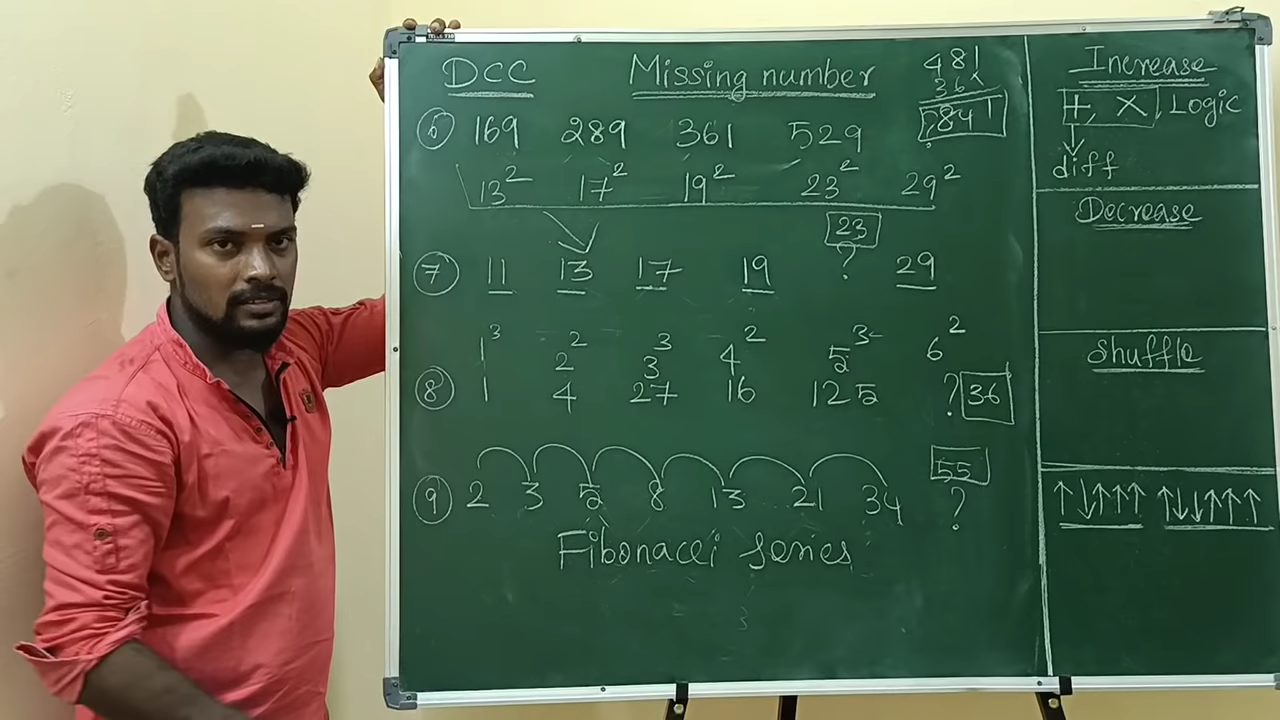 DCC Missing number
481
36
?841
6 169 289 361 529
13² 17² 19² 23² 29²
23
7 11 13 17 19 ? 29
1³ 2² 3³ 4² 5³ 6²
8 1 4 27 16 125 ? 36
55
9 2 3 5 8 13 21 34 ?
Fibonacci Series
Increase
+, × Logic
diff
Decrease
Shuffle
↑↓↑↑↑ ↑↓↓↑↑↑